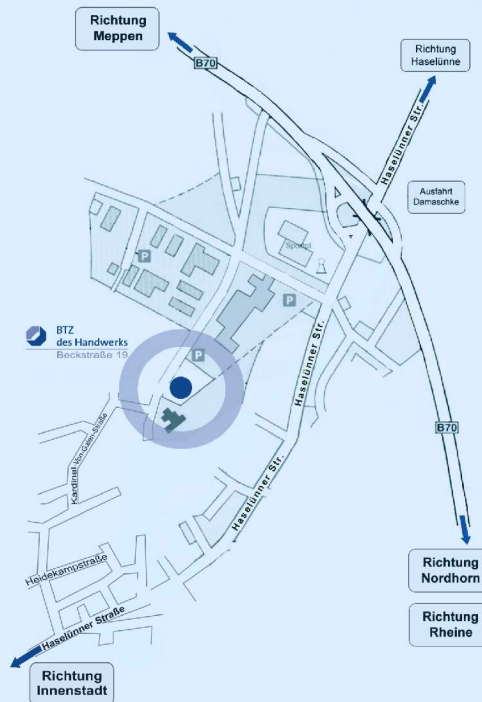 Richtung
Meppen
B70
Richtung
Haselünne
Haselünner Str.
Ausfahrt
Damaschke
Sportpl.
P
P
P
BTZ
des Handwerks
Beckstraße 19
Haselünner Str.
Kardinal-von-Galen-Straße
B70
Haselünner Str.
Heidekampstraße
Haselünner Straße
Richtung
Nordhorn
Richtung
Rheine
Richtung
Innenstadt